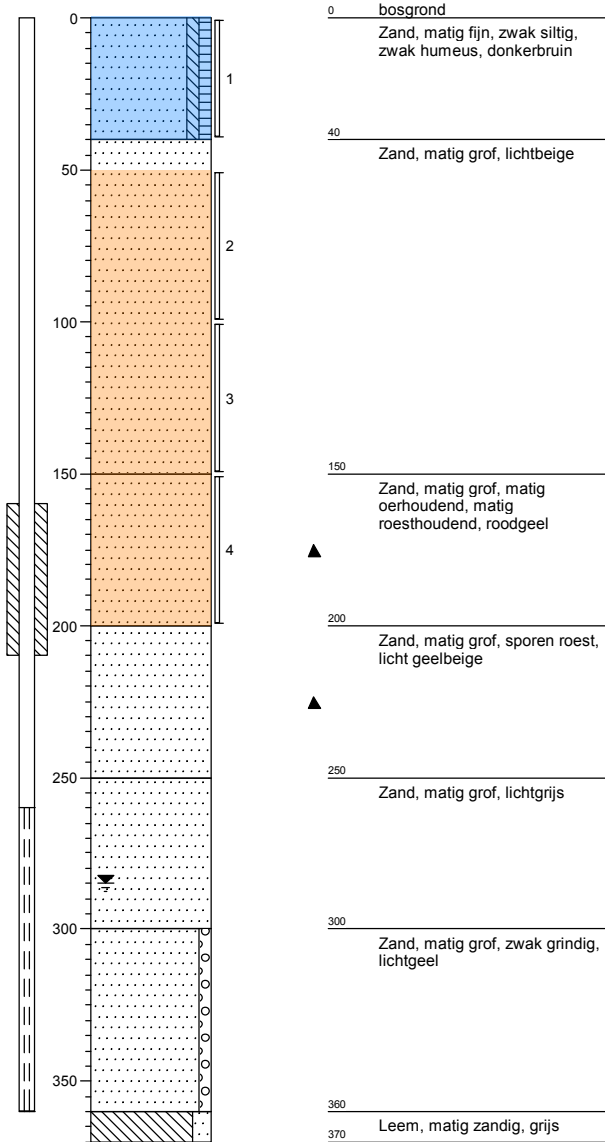 0
50
100
150
200
250
300
350
1
2
3
4
0
bosgrond
Zand, matig fijn, zwak siltig,
zwak humeus, donkerbruin
40
Zand, matig grof, lichtbeige
150
Zand, matig grof, matig
oerhoudend, matig
roesthoudend, roodgeel
200
Zand, matig grof, sporen roest,
licht geelbeige
250
Zand, matig grof, lichtgrijs
300
Zand, matig grof, zwak grindig,
lichtgeel
360
Leem, matig zandig, grijs
370